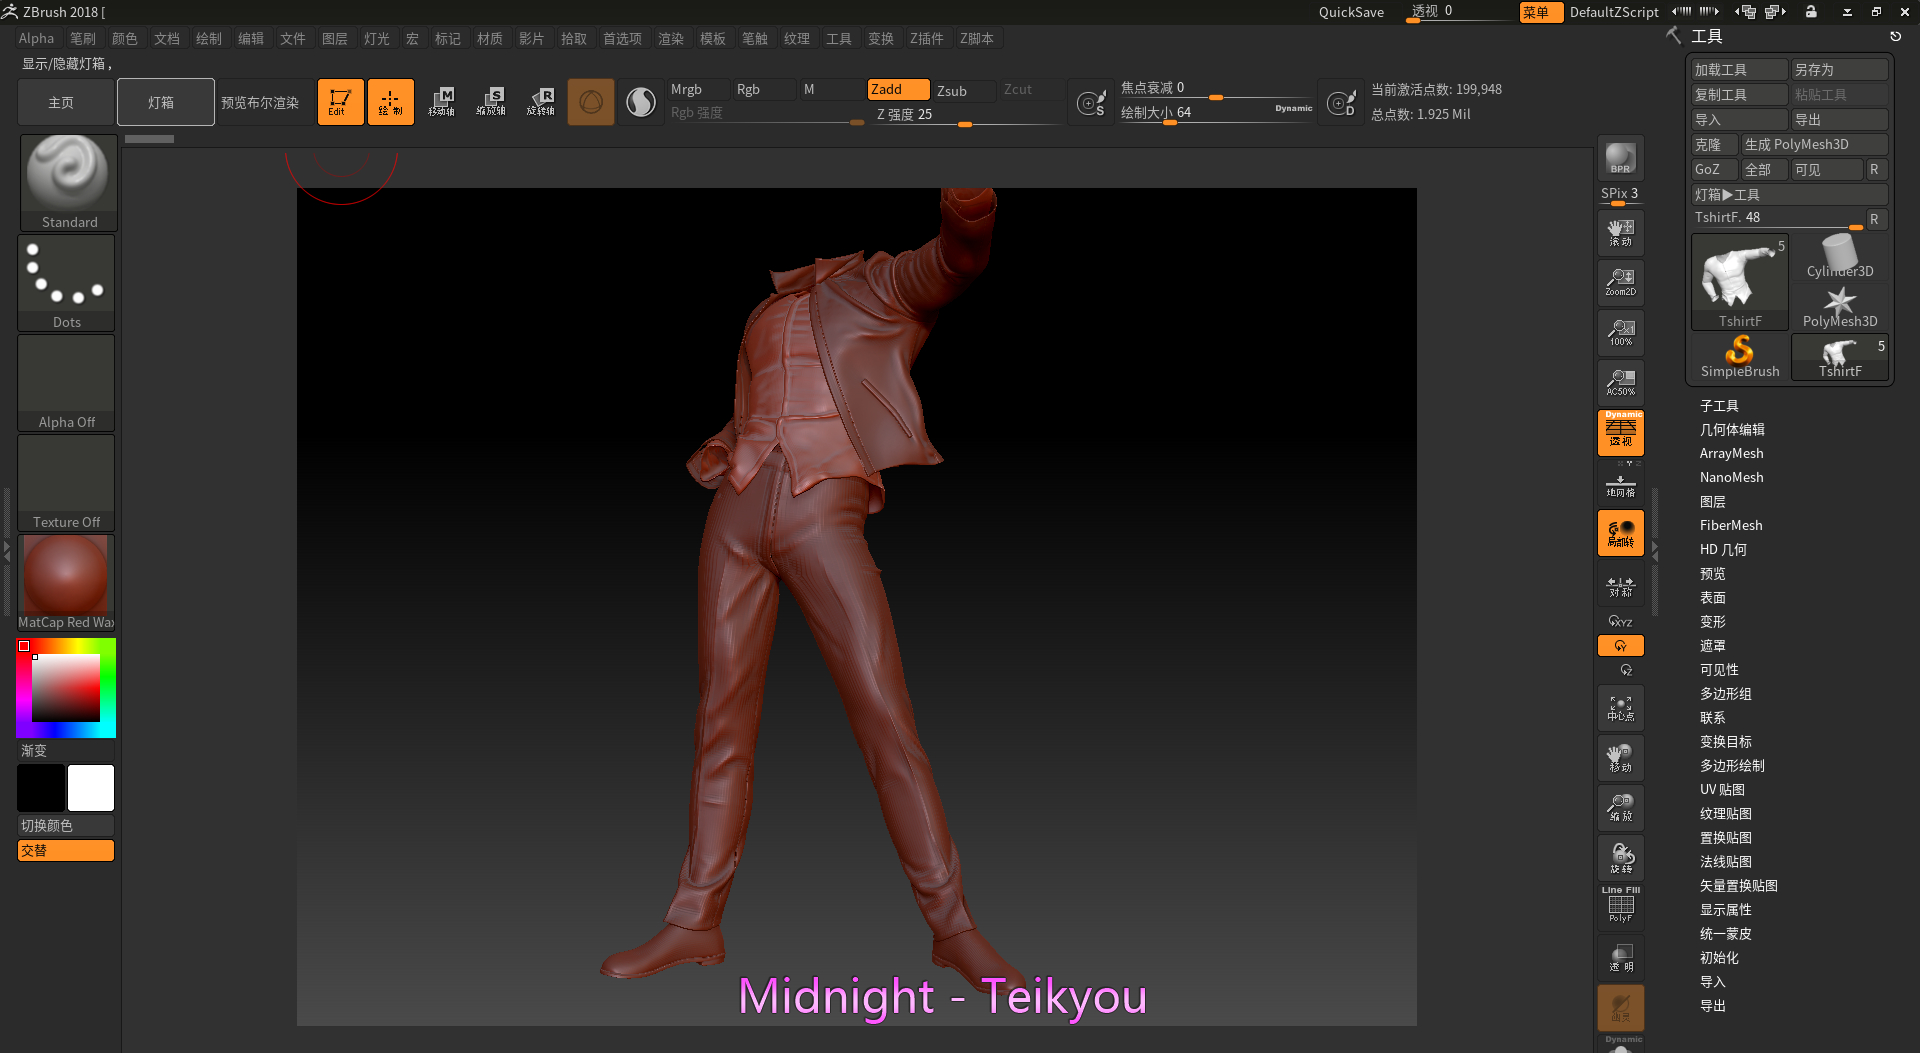 ZBrush 2018 [
QuickSave
透视 0
菜单
DefaultZScript
Alpha 笔刷 颜色 文档 绘制 编辑 文件 图层 灯光 宏 标记 材质 影片 拾取 首选项 渲染 模板 笔触 纹理 工具 变换 Z插件 Z脚本
工具
显示/隐藏灯箱 ,
主页
灯箱
预览布尔渲染
Edit
绘 制
M
移动轴
S
缩放轴
R
旋转轴
Mrgb Rgb M
Rgb 强度
Zadd Zsub Zcut
Z 强度 25
S
焦点衰减 0
绘制大小 64
Dynamic
D
当前激活点数: 199,948
总点数: 1.925 Mil
Standard
Dots
Alpha Off
Texture Off
MatCap Red Wax
渐变
切换颜色
交替
Midnight - Teikyou
BPR
SPix 3
滚动
Zoom2D
100%
AC50%
Dynamic
透视
地网格
局部转
对称
XYZ
Y
Z
中心点
移动
缩放
旋转
Line Fill
PolyF
透 明
Dynamic
加载工具 另存为
复制工具 粘贴工具
导入 导出
克隆 生成 PolyMesh3D
GoZ 全部 可见 R
灯箱▶工具
TshirtF. 48 R
5
TshirtF
Cylinder3D
PolyMesh3D
SimpleBrush
5
TshirtF
子工具
几何体编辑
ArrayMesh
NanoMesh
图层
FiberMesh
HD 几何
预览
表面
变形
遮罩
可见性
多边形组
联系
变换目标
多边形绘制
UV 贴图
纹理贴图
置换贴图
法线贴图
矢量置换贴图
显示属性
统一蒙皮
初始化
导入
导出